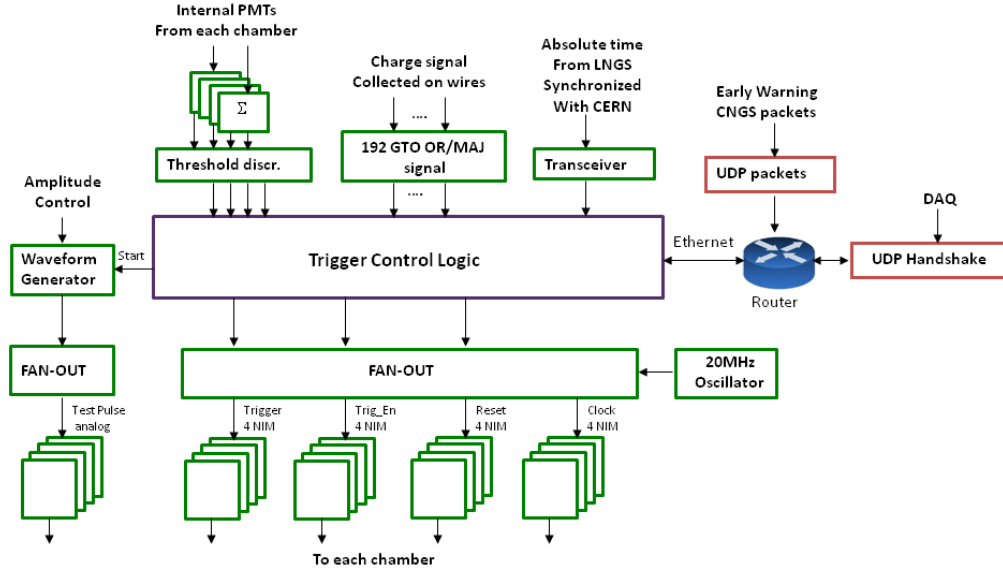 Internal PMTs
From each chamber
Charge signal
Collected on wires
Absolute time
From LNGS
Synchronized
With CERN
Early Warning
CNGS packets
Σ
....
Threshold discr.
192 GTO OR/MAJ
signal
Transceiver
UDP packets
....
Amplitude
Control
DAQ
Waveform
Generator
Start
Trigger Control Logic
Ethernet
Router
UDP Handshake
FAN-OUT
FAN-OUT
20MHz
Oscillator
Test Pulse
analog
Trigger
4 NIM
Trig_En
4 NIM
Reset
4 NIM
Clock
4 NIM
To each chamber